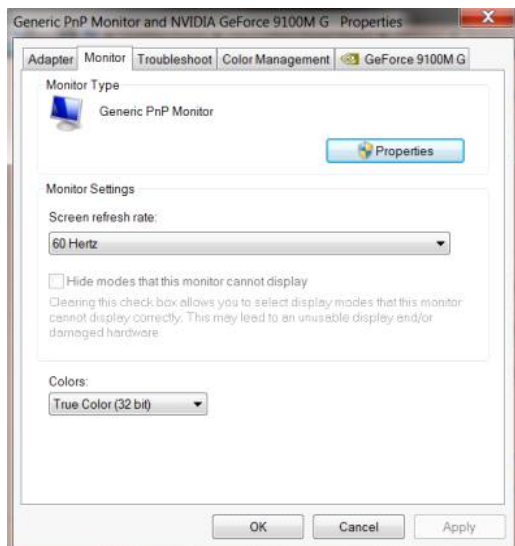 Generic PnP Monitor and NVIDIA GeForce 9100M G Properties
X
Adapter Monitor Troubleshoot Color Management GeForce 9100M G
Monitor Type
Generic PnP Monitor
Properties
Monitor Settings
Screen refresh rate:
60 Hertz
Hide modes that this monitor cannot display
Clearing this check box allows you to select display modes that this monitor
cannot display correctly. This may lead to an unusable display and/or
damaged hardware.
Colors:
True Color (32 bit)
OK Cancel Apply